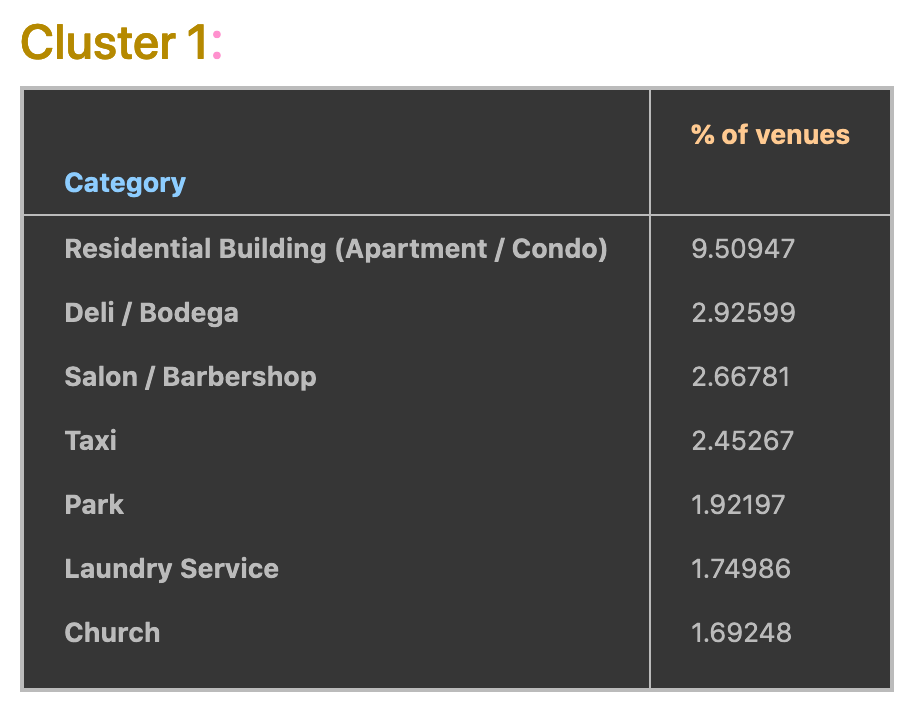 Cluster 1:
% of venues
Category
Residential Building (Apartment / Condo) 9.50947
Deli / Bodega 2.92599
Salon / Barbershop 2.66781
Taxi 2.45267
Park 1.92197
Laundry Service 1.74986
Church 1.69248